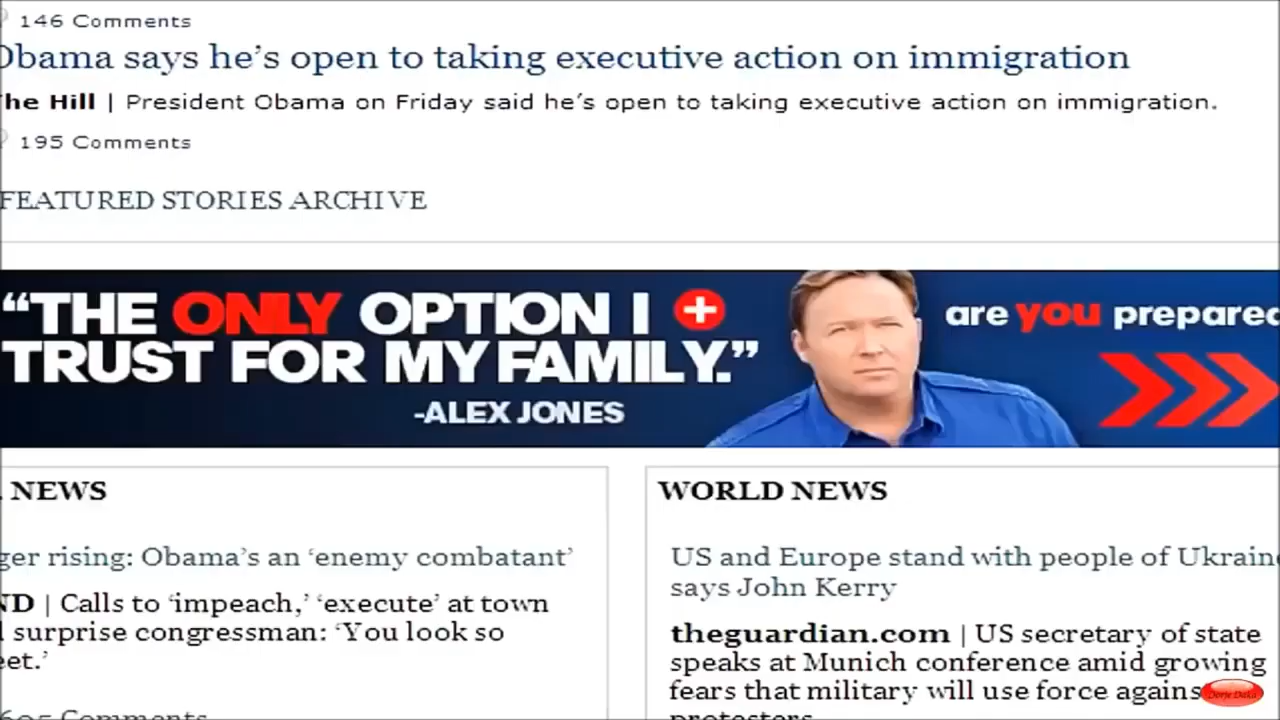 146 Comments
Obama says he's open to taking executive action on immigration
The Hill | President Obama on Friday said he's open to taking executive action on immigration.
195 Comments
FEATURED STORIES ARCHIVE
“THE ONLY OPTION I
TRUST FOR MY FAMILY.”
-ALEX JONES
are you prepared
NEWS
ger rising: Obama's an ‘enemy combatant’
ND | Calls to ‘impeach,’ ‘execute’ at town
l surprise congressman: ‘You look so
eet.’
605 Comments
WORLD NEWS
US and Europe stand with people of Ukraine
says John Kerry
theguardian.com | US secretary of state
speaks at Munich conference amid growing
fears that military will use force agains
protesters